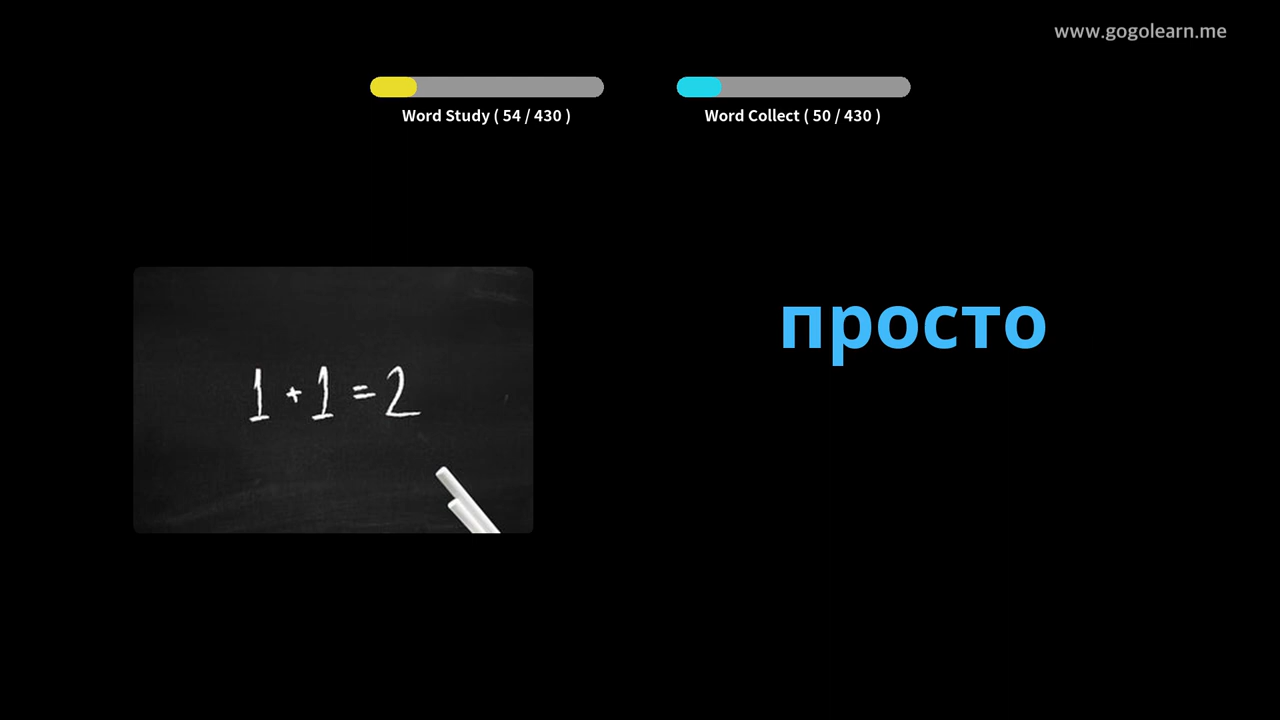 www.gogolearn.me
Word Study ( 54 / 430 )
Word Collect ( 50 / 430 )
1 + 1 = 2
просто